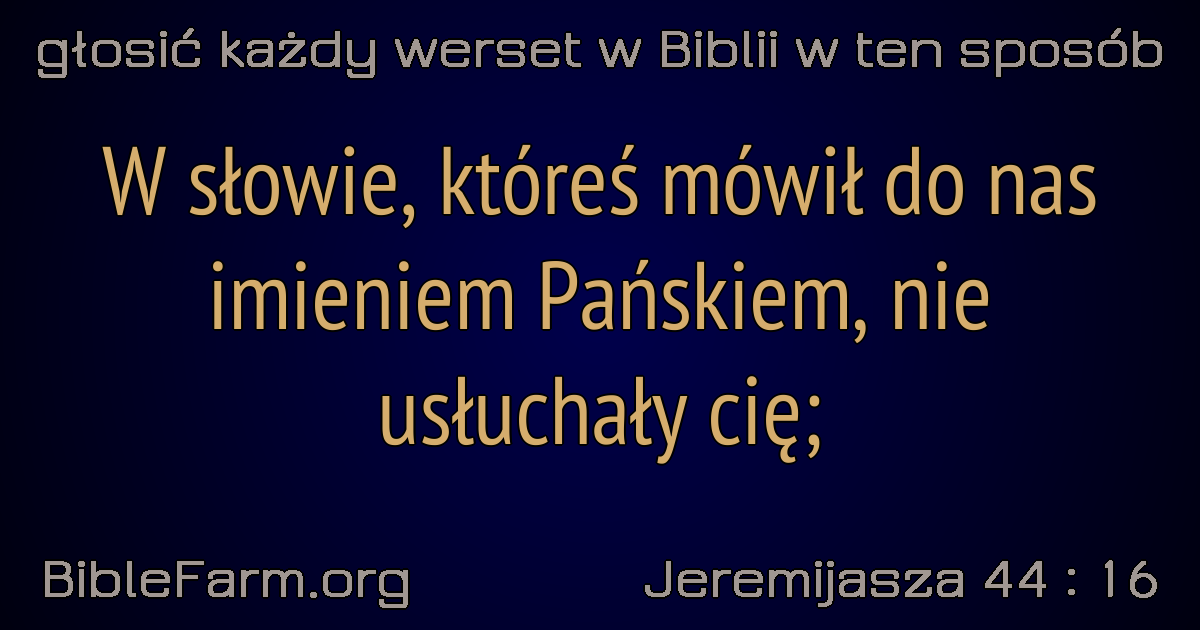 głosić każdy werset w Biblii w ten sposób
W słowie, któreś mówił do nas
imieniem Pańskiem, nie
usłuchały cię;
BibleFarm.org
Jeremijasza 44 : 16